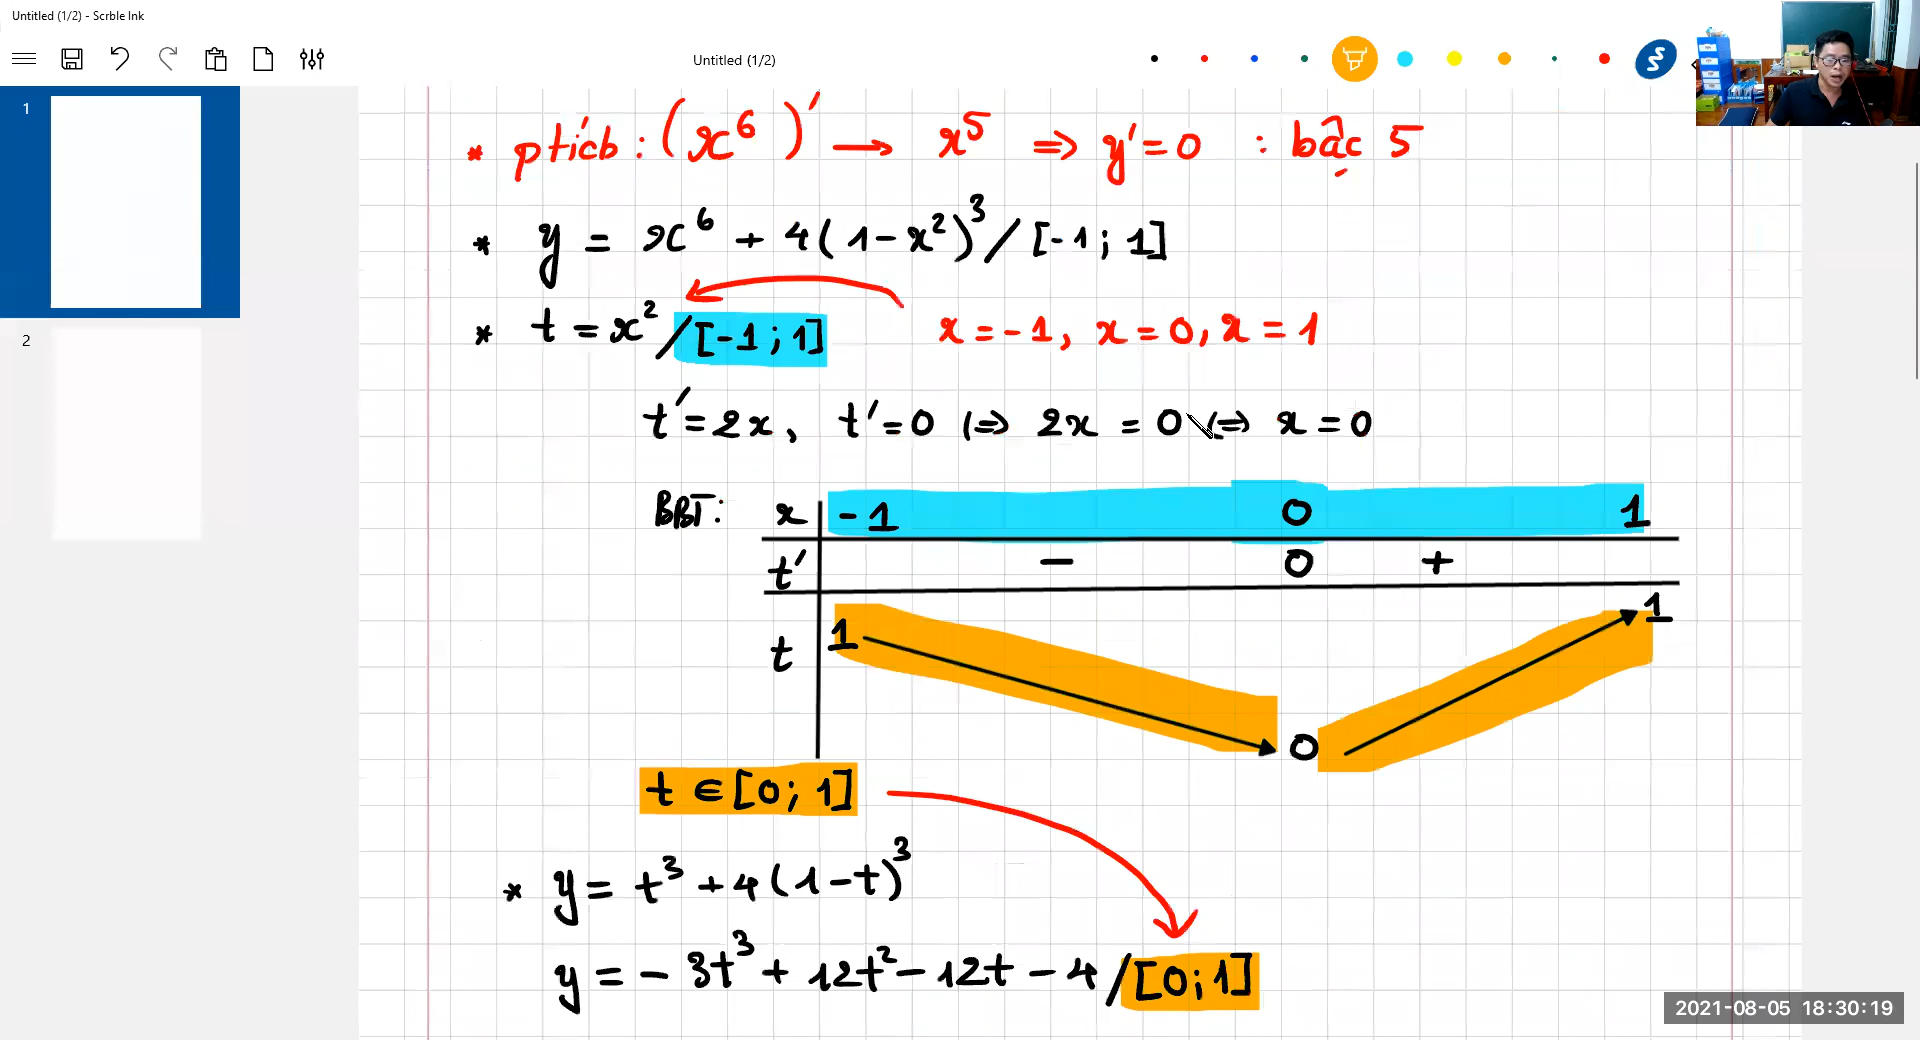 Untitled (1/2) - Scrble Ink
Untitled (1/2)
1
2
* ptích : (x⁶)' → x⁵ ⇒ y' = 0 : bậc 5
* y = x⁶ + 4(1 - x²)³ / [-1 ; 1]
* t = x² / [-1 ; 1] x = -1, x = 0, x = 1
t' = 2x, t' = 0 ⇔ 2x = 0 ⇔ x = 0
BBT: x -1 0 1
t' - 0 +
t 1 0 1
t ∈ [0 ; 1]
* y = t³ + 4(1 - t)³
y = - 3t³ + 12t² - 12t - 4 / [0 ; 1]
2021-08-05 18:30:19